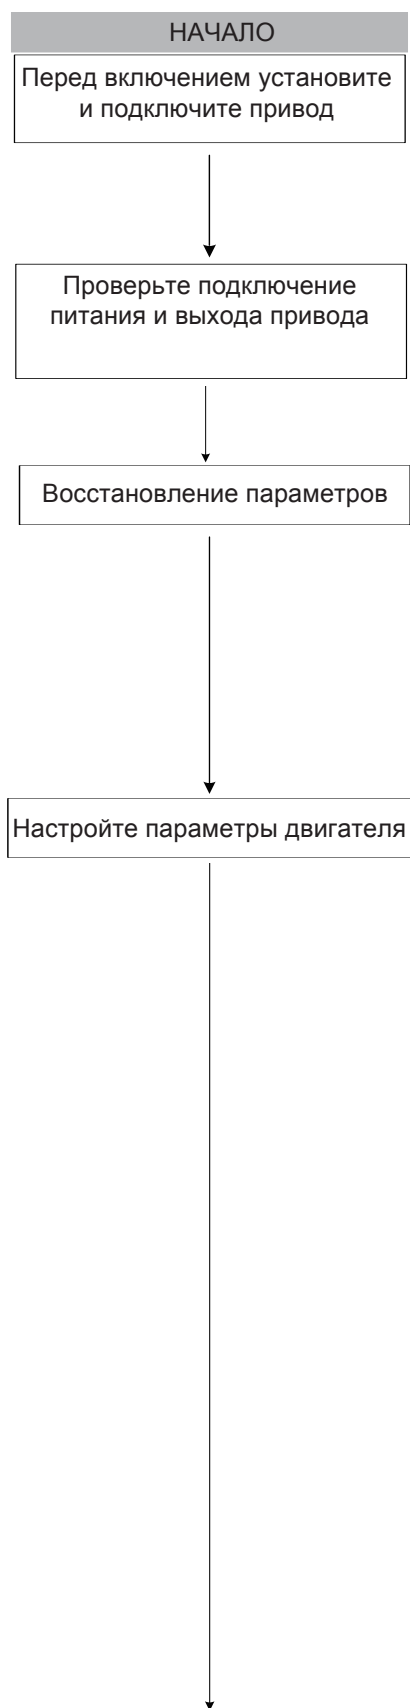 НАЧАЛО
Перед включением установите
и подключите привод
Проверьте подключение
питания и выхода привода
Восстановление параметров
Настройте параметры двигателя